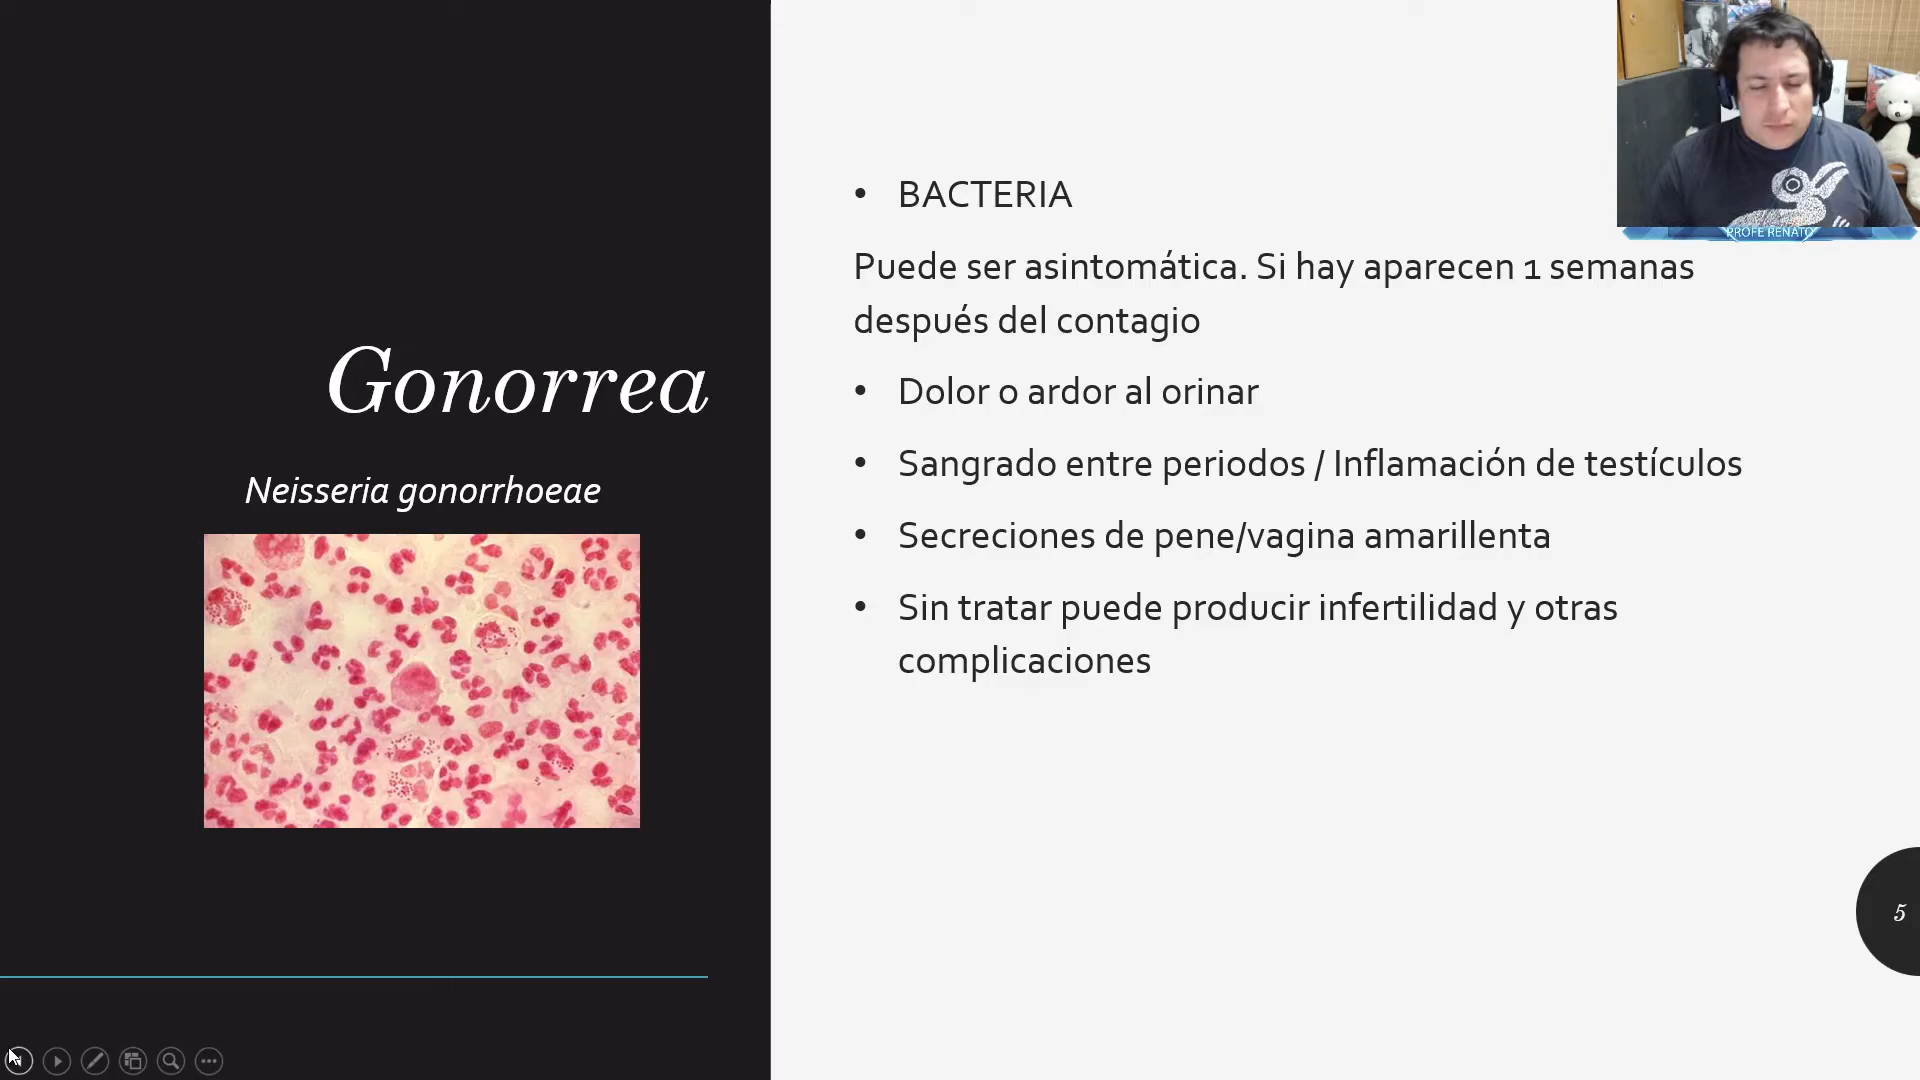 Gonorrea
Neisseria gonorrhoeae
• BACTERIA
Puede ser asintomática. Si hay aparecen 1 semanas
después del contagio
• Dolor o ardor al orinar
• Sangrado entre periodos / Inflamación de testículos
• Secreciones de pene/vagina amarillenta
• Sin tratar puede producir infertilidad y otras
complicaciones
PROFE RENATO
5